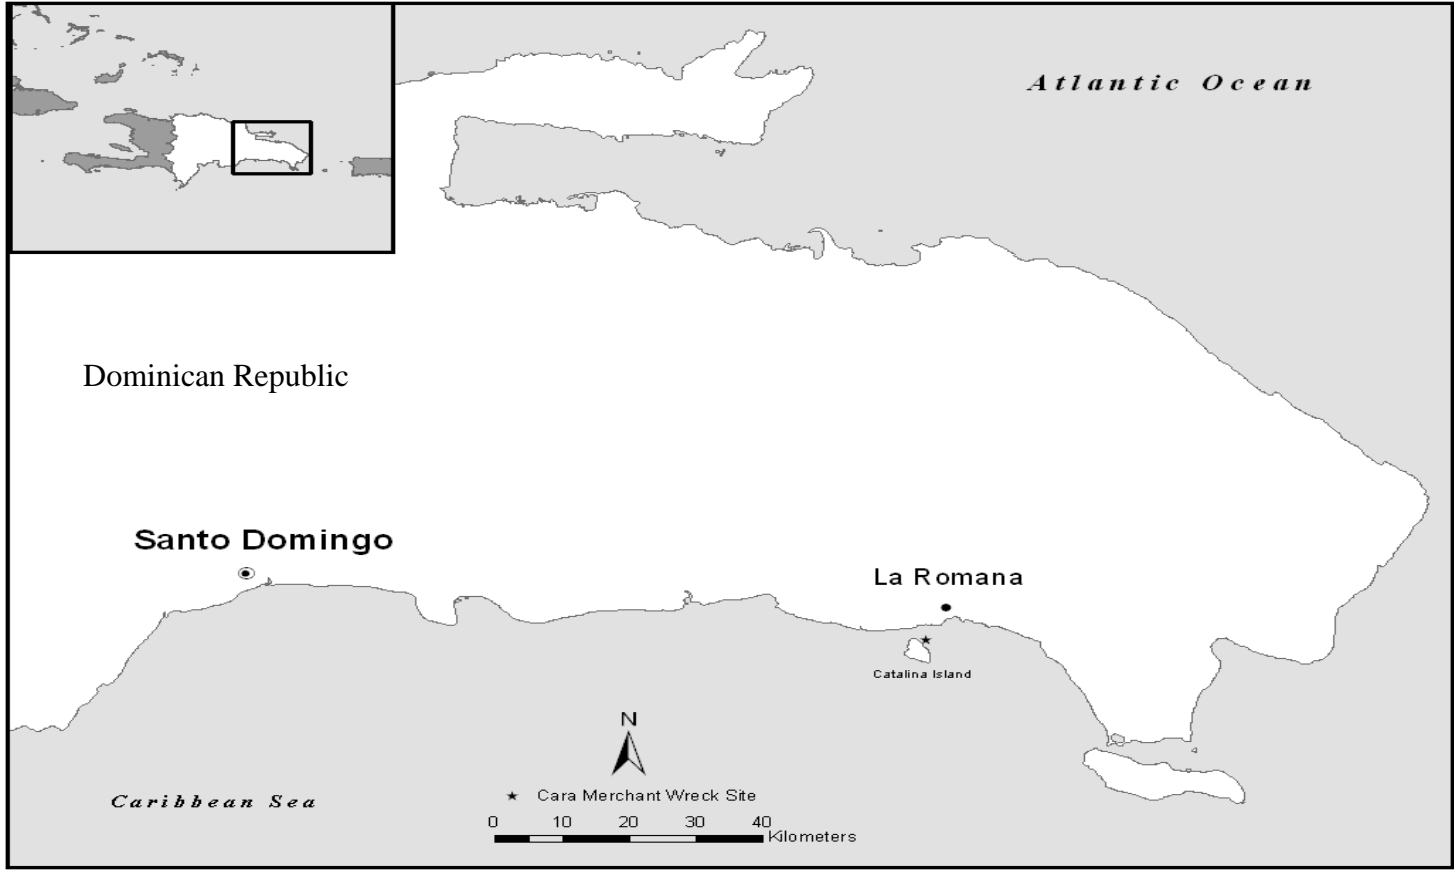 Atlantic Ocean
Dominican Republic
Santo Domingo
La Romana
Catalina Island
N
Caribbean Sea
★ Cara Merchant Wreck Site
0 10 20 30 40
Kilometers